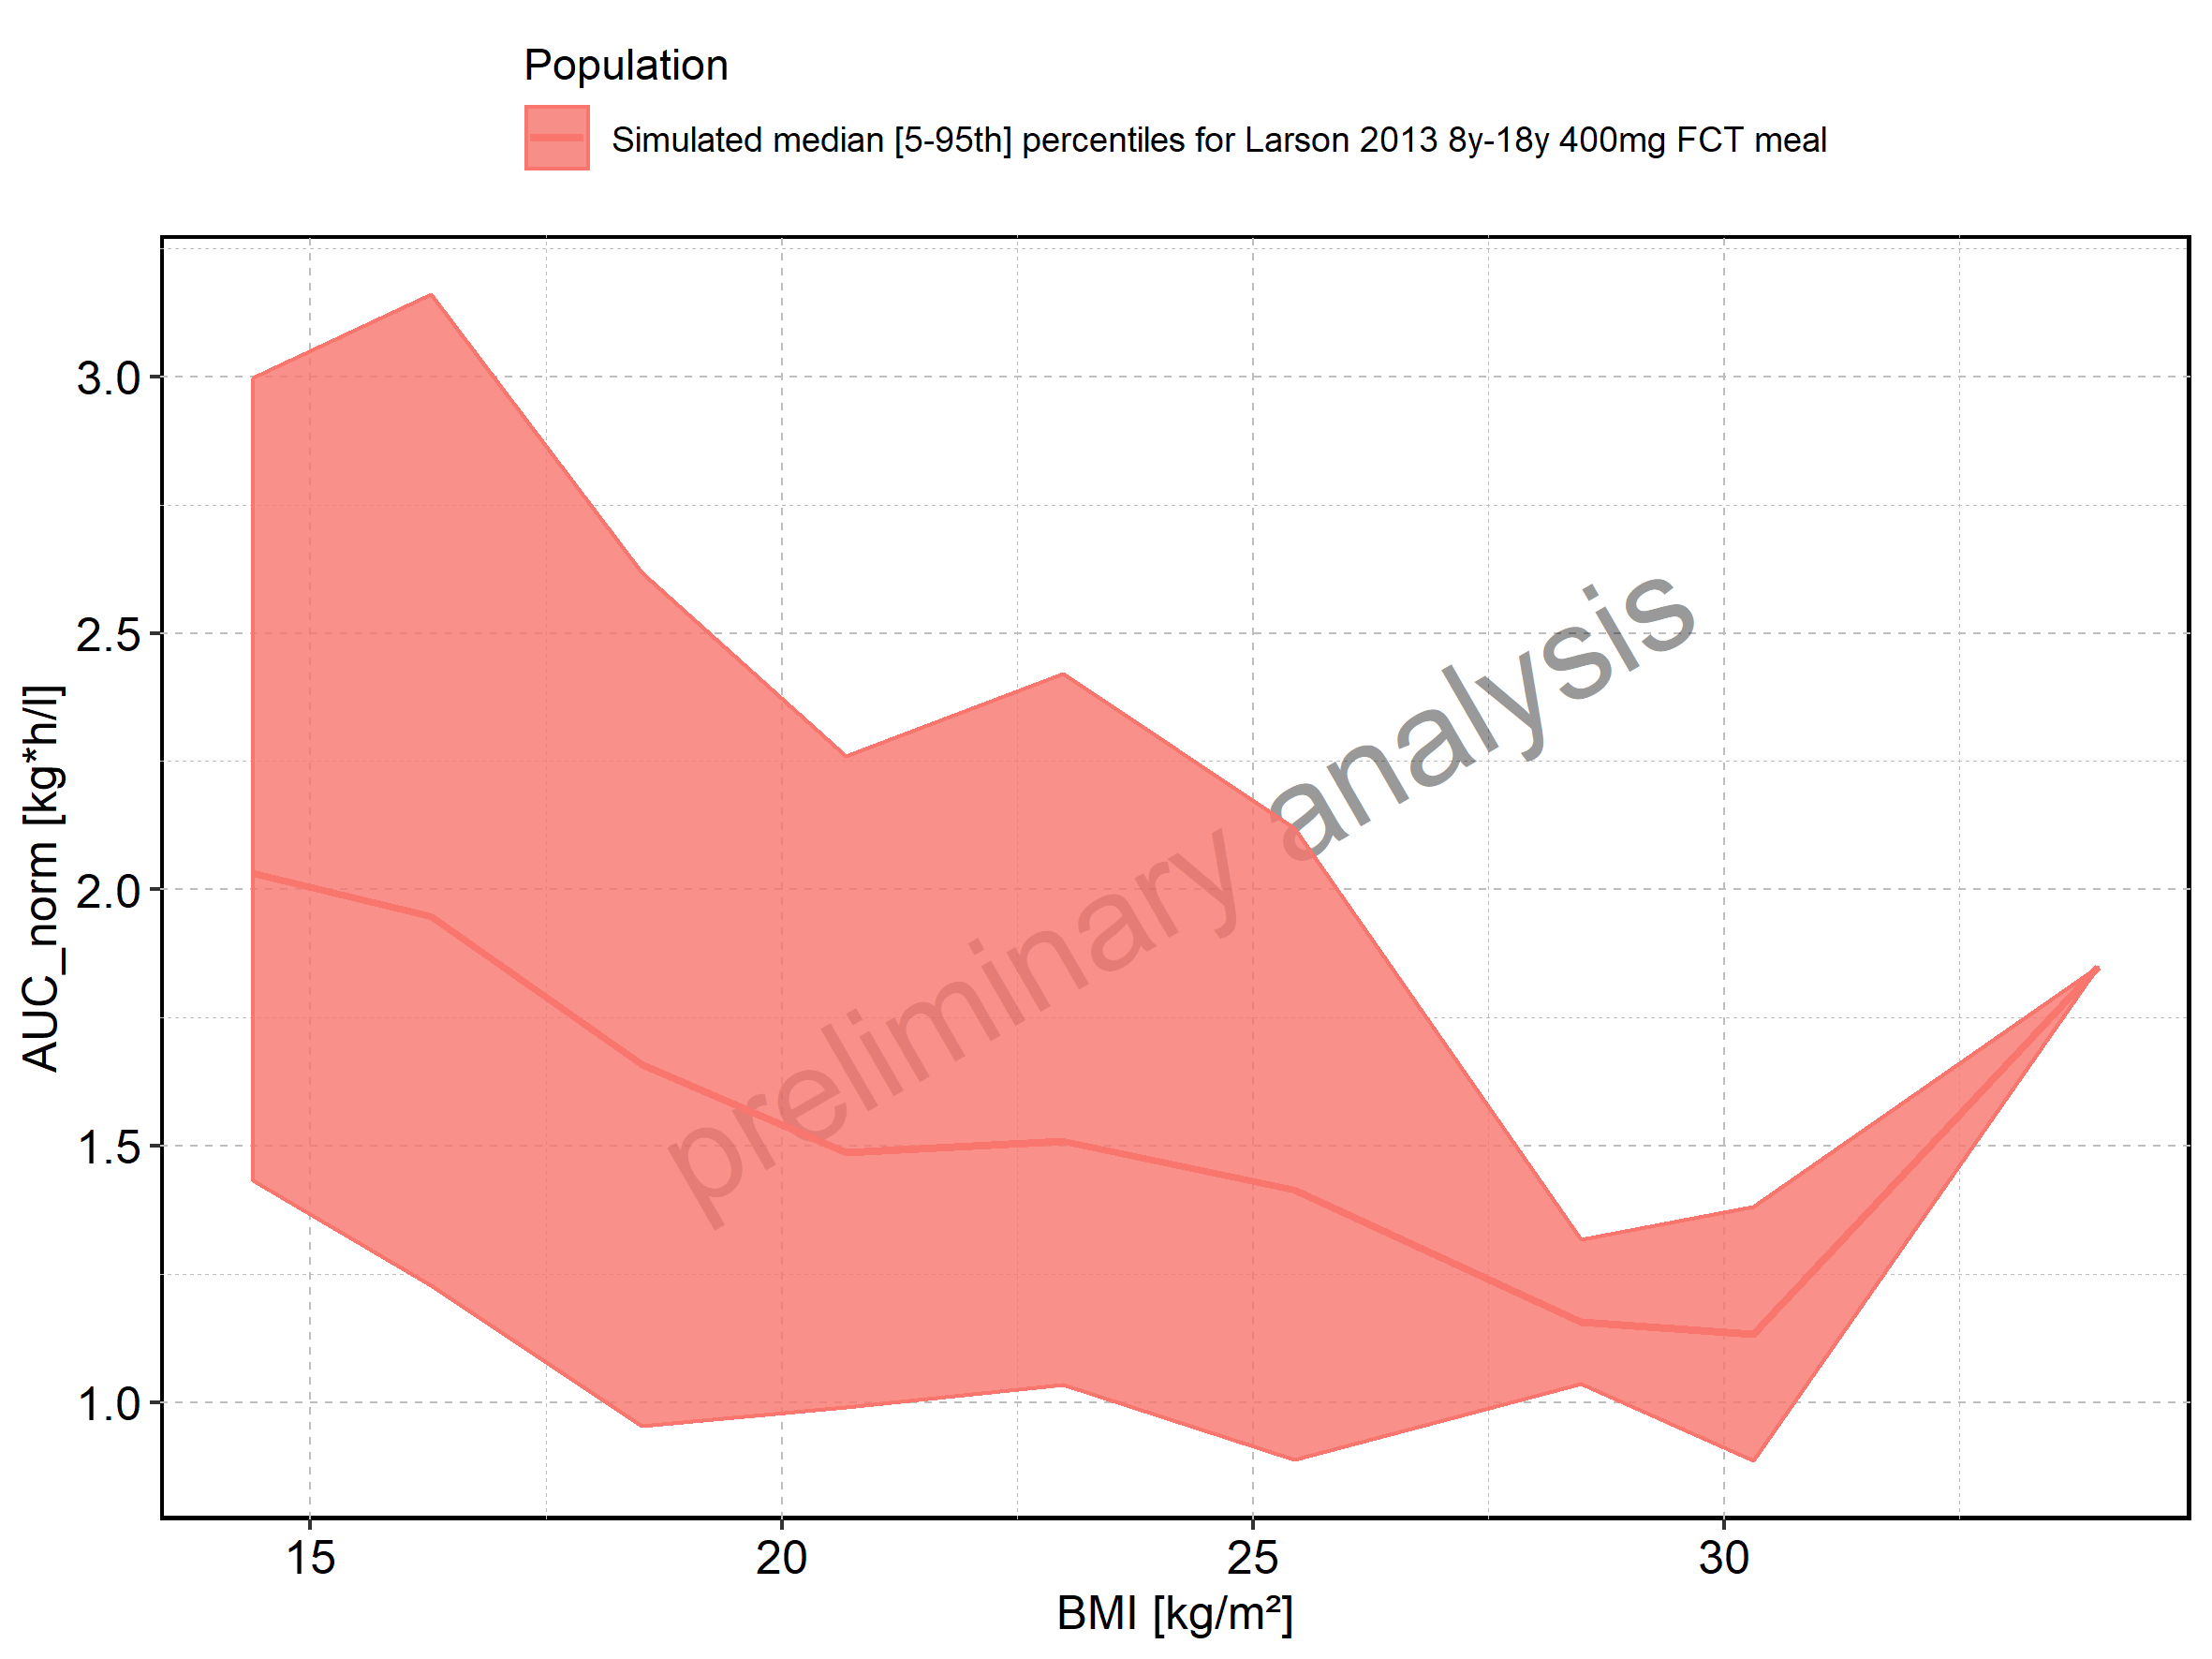 Population
Simulated median [5-95th] percentiles for Larson 2013 8y-18y 400mg FCT meal
3.0
2.5
2.0
1.5
1.0
AUC_norm [kg*h/l]
preliminary analysis
15 20 25 30
BMI [kg/m²]